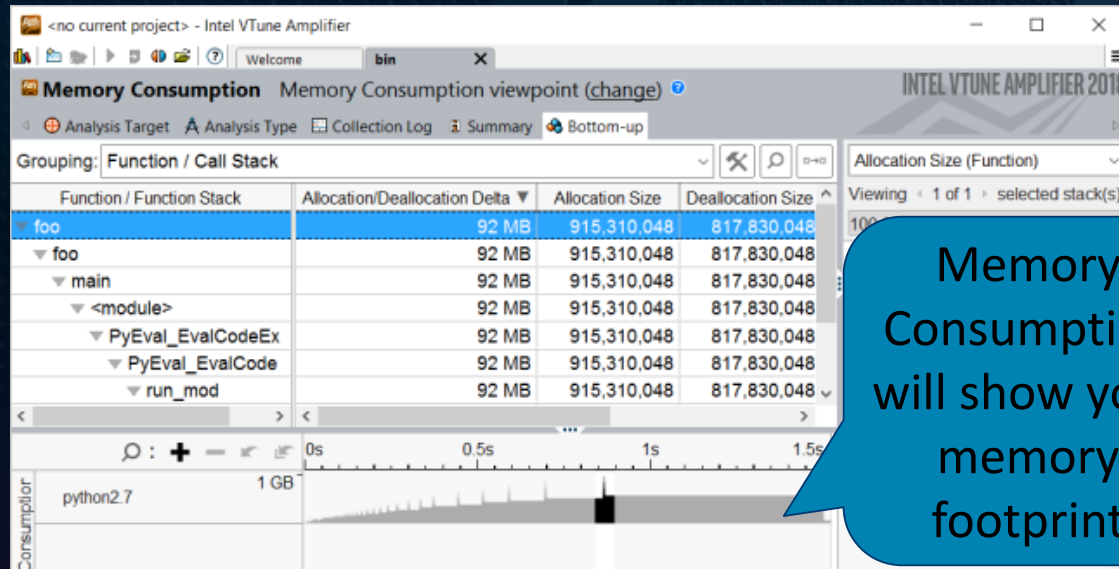 <no current project> - Intel VTune Amplifier
Welcome bin
Memory Consumption Memory Consumption viewpoint (change)
INTEL VTUNE AMPLIFIER 2018
Analysis Target Analysis Type Collection Log Summary Bottom-up
Grouping: Function / Call Stack
Allocation Size (Function)
Function / Function Stack Allocation/Deallocation Delta Allocation Size Deallocation Size
Viewing 1 of 1 selected stack(s)
foo 92 MB 915,310,048 817,830,048
foo 92 MB 915,310,048 817,830,048
main 92 MB 915,310,048 817,830,048
<module> 92 MB 915,310,048 817,830,048
PyEval_EvalCodeEx 92 MB 915,310,048 817,830,048
PyEval_EvalCode 92 MB 915,310,048 817,830,048
run_mod 92 MB 915,310,048 817,830,048
Memory
Consumpti
will show yo
memory
footprint
0s 0.5s 1s 1.5s
python2.7 1 GB
Consumption